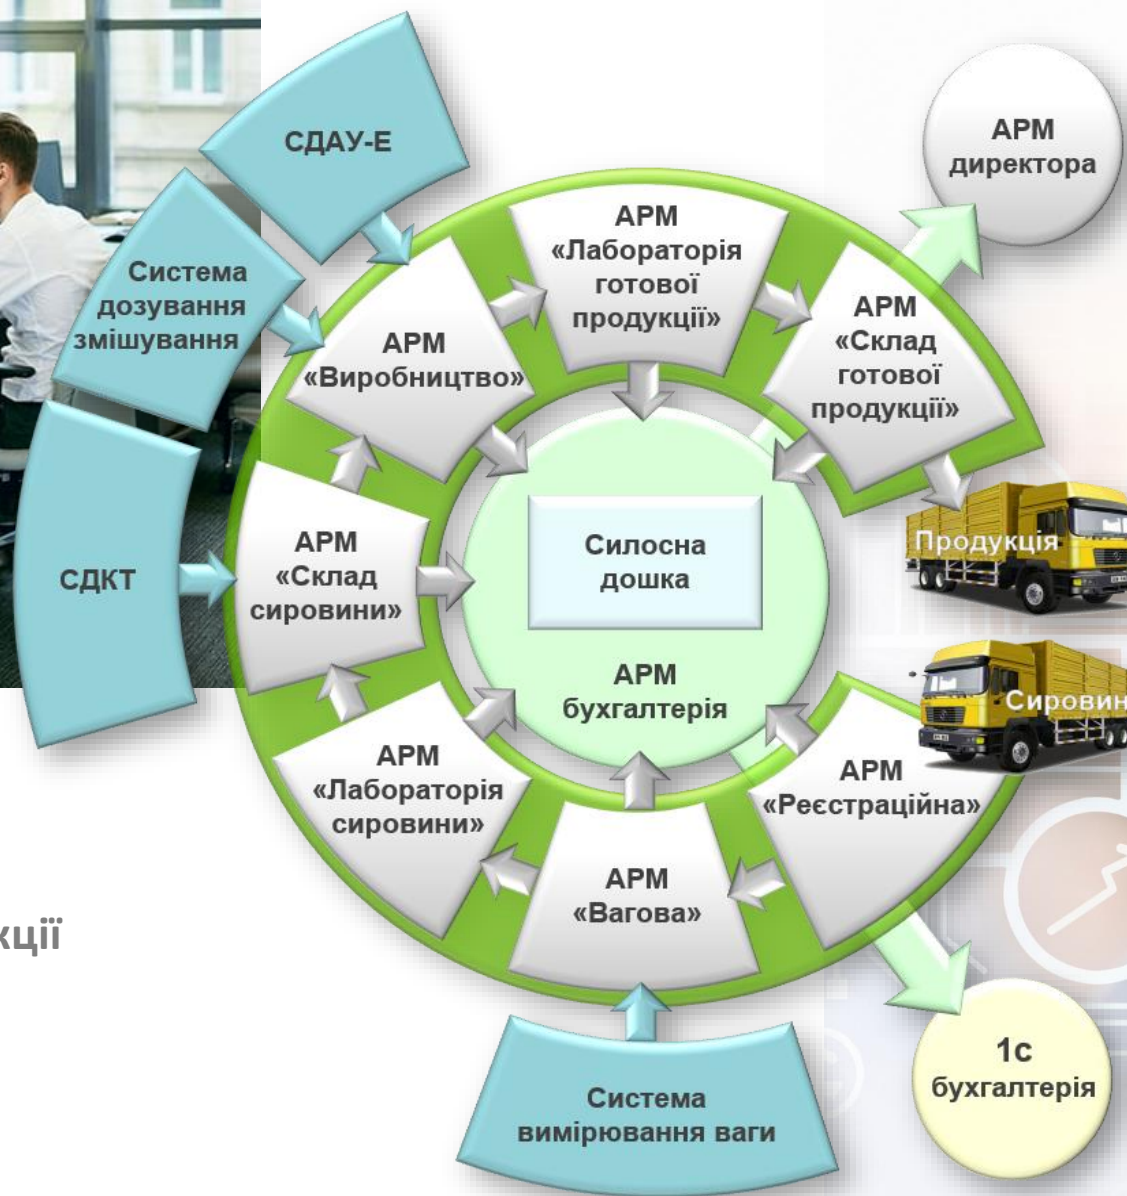 СДАУ-Е
АРМ
директора
Система
дозування
змішування
АРМ
«Лабораторія
готової
продукції»
АРМ
«Виробництво»
АРМ
«Склад
готової
продукції»
СДКТ
АРМ
«Склад
сировини»
Силосна
дошка
АРМ
бухгалтерія
Продукція
Сировин
АРМ
«Лабораторія
сировини»
АРМ
«Вагова»
АРМ
«Реєстраційна»
кції
Система
вимірювання ваги
1с
бухгалтерія